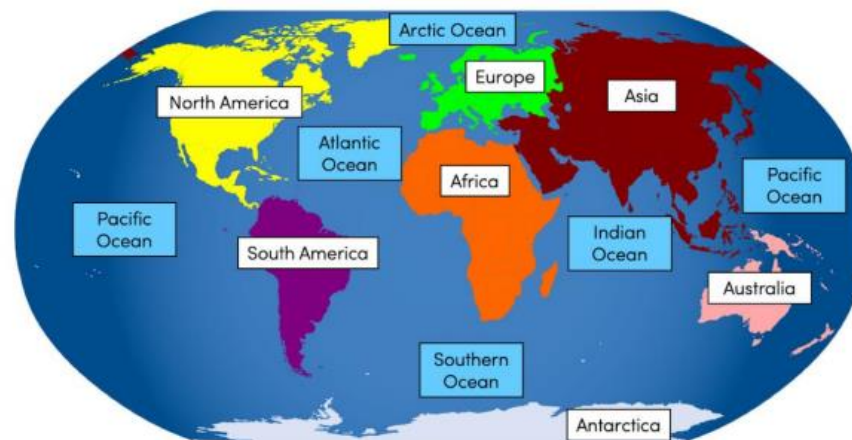 Arctic Ocean
Europe
North America
Asia
Atlantic
Ocean
Africa
Pacific
Ocean
Pacific
Ocean
Indian
Ocean
South America
Australia
Southern
Ocean
Antarctica